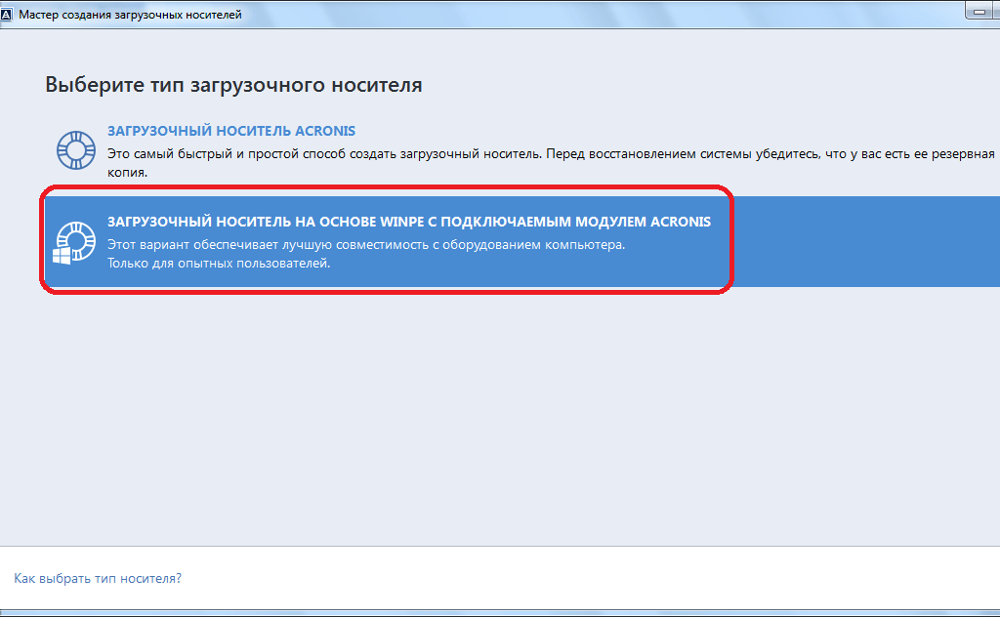 Мастер создания загрузочных носителей
Выберите тип загрузочного носителя
ЗАГРУЗОЧНЫЙ НОСИТЕЛЬ ACRONIS
Это самый быстрый и простой способ создать загрузочный носитель. Перед восстановлением системы убедитесь, что у вас есть ее резервная
копия.
ЗАГРУЗОЧНЫЙ НОСИТЕЛЬ НА ОСНОВЕ WINPE С ПОДКЛЮЧАЕМЫМ МОДУЛЕМ ACRONIS
Этот вариант обеспечивает лучшую совместимость с оборудованием компьютера.
Только для опытных пользователей.
Как выбрать тип носителя?